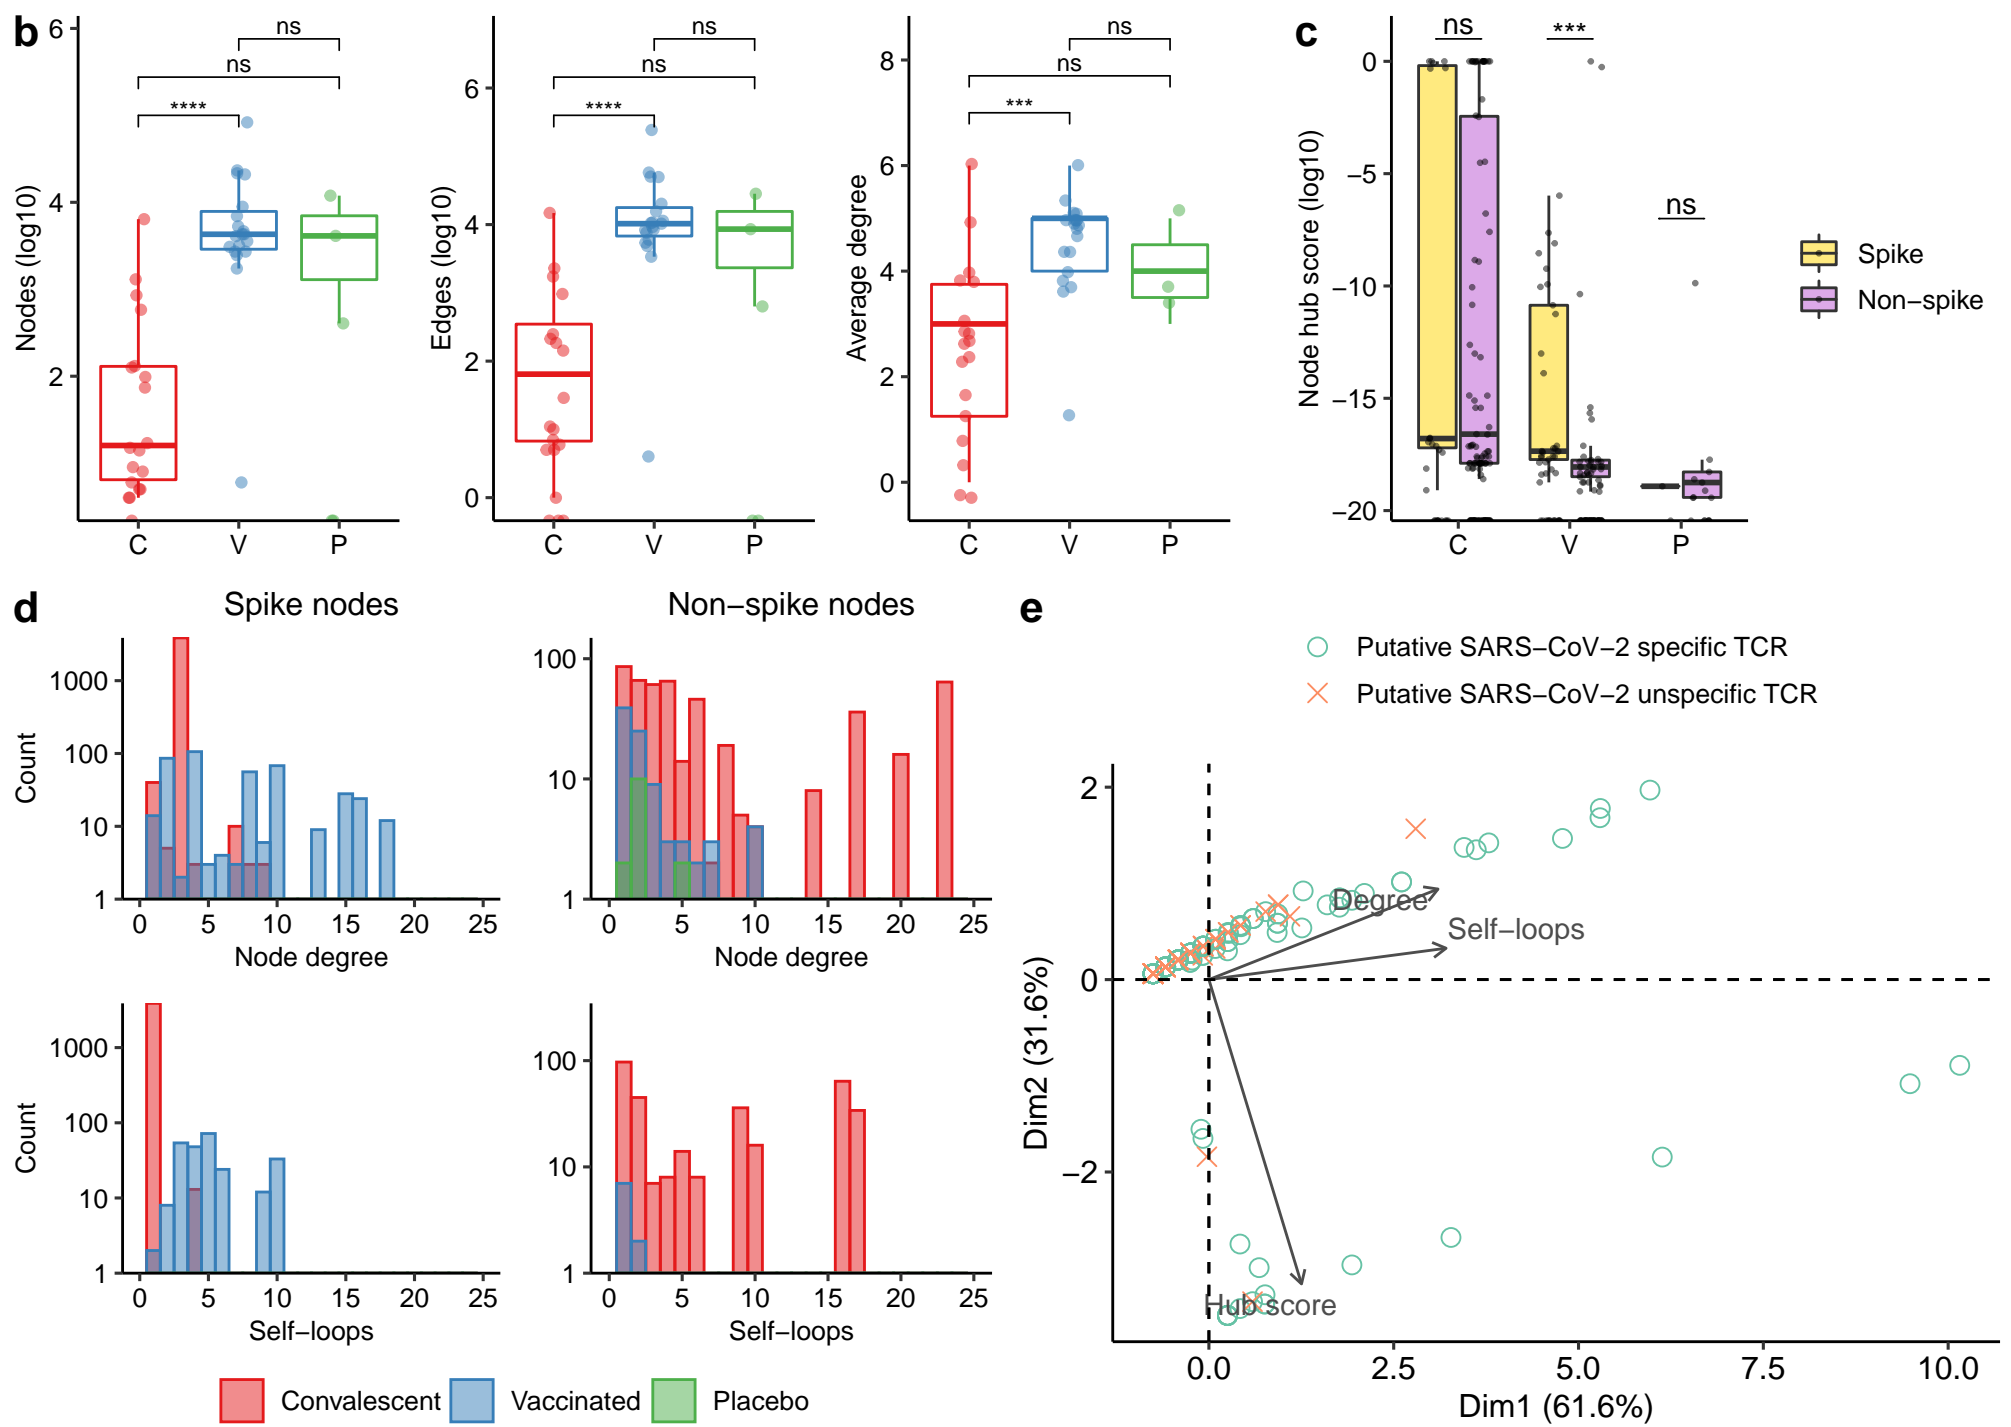 b
Nodes (log10)
6
4
2
ns
ns
****
C V P
Edges (log10)
6
4
2
0
ns
ns
****
C V P
Average degree
8
6
4
2
0
ns
ns
***
C V P
c
Node hub score (log10)
0
−5
−10
−15
−20
ns
***
ns
C V P
Spike
Non−spike
d
Spike nodes
Count
1000
100
10
1
0 5 10 15 20 25
Node degree
Non−spike nodes
100
10
1
0 5 10 15 20 25
Node degree
Count
1000
100
10
1
0 5 10 15 20 25
Self−loops
100
10
1
0 5 10 15 20 25
Self−loops
Convalescent
Vaccinated
Placebo
e
Putative SARS−CoV−2 specific TCR
Putative SARS−CoV−2 unspecific TCR
Dim2 (31.6%)
2
0
−2
Degree
Self−loops
Hub score
0.0 2.5 5.0 7.5 10.0
Dim1 (61.6%)